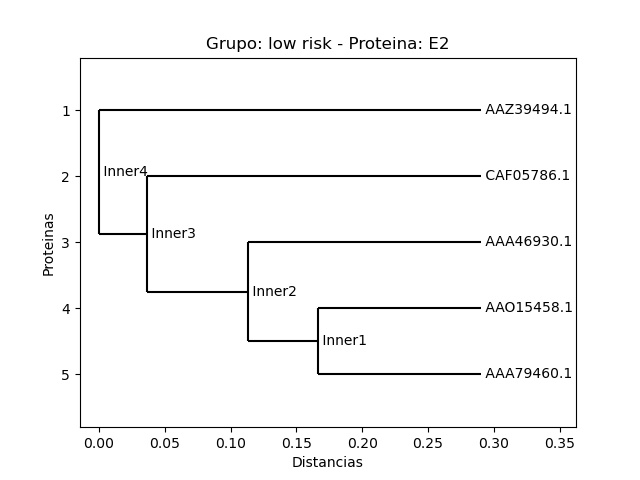 Grupo: low risk - Proteina: E2
Proteinas
1
2
3
4
5
AAZ39494.1
Inner4
CAF05786.1
Inner3
AAA46930.1
Inner2
AAO15458.1
Inner1
AAA79460.1
0.00 0.05 0.10 0.15 0.20 0.25 0.30 0.35
Distancias